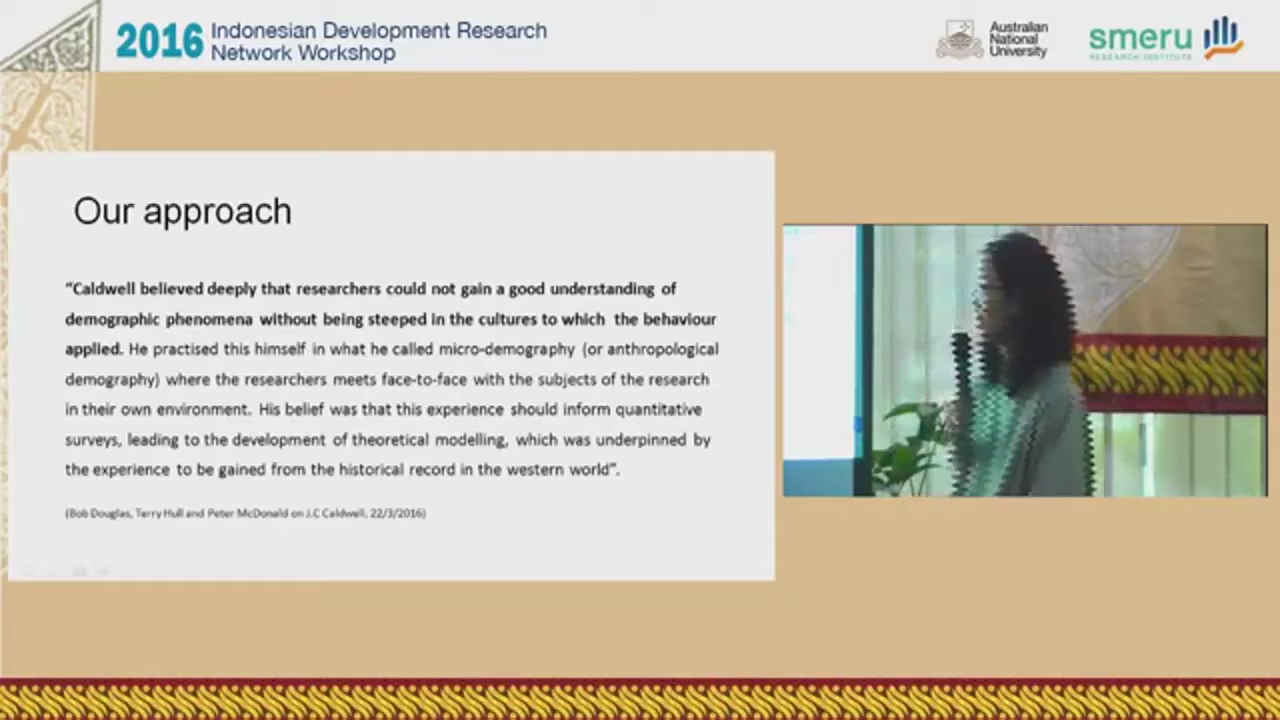 2016 Indonesian Development Research
Network Workshop
Australian
National
University
smeru
RESEARCH INSTITUTE
Our approach
“Caldwell believed deeply that researchers could not gain a good understanding of
demographic phenomena without being steeped in the cultures to which the behaviour
applied. He practised this himself in what he called micro-demography (or anthropological
demography) where the researchers meets face-to-face with the subjects of the research
in their own environment. His belief was that this experience should inform quantitative
surveys, leading to the development of theoretical modelling, which was underpinned by
the experience to be gained from the historical record in the western world”.
(Bob Douglas, Terry Hull and Peter McDonald on J.C Caldwell, 22/3/2016)